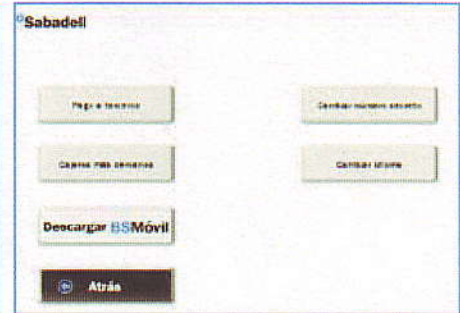 Sabadell
Pago a terceros
Cambiar número secreto
Cajeros más cercanos
Cambiar idioma
Descargar BSMóvil
Atrás